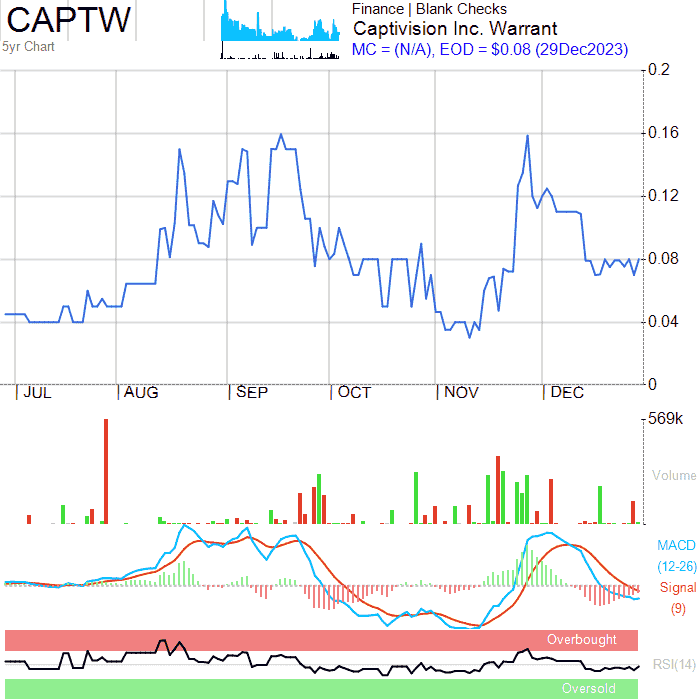 CAPTW
5yr Chart
Finance | Blank Checks
Captivision Inc. Warrant
MC = (N/A), EOD = $0.08 (29Dec2023)
0.2
0.16
0.12
0.08
0.04
0
JUL AUG SEP OCT NOV DEC
569k
Volume
MACD
(12-26)
Signal
(9)
Overbought
RSI(14)
Oversold